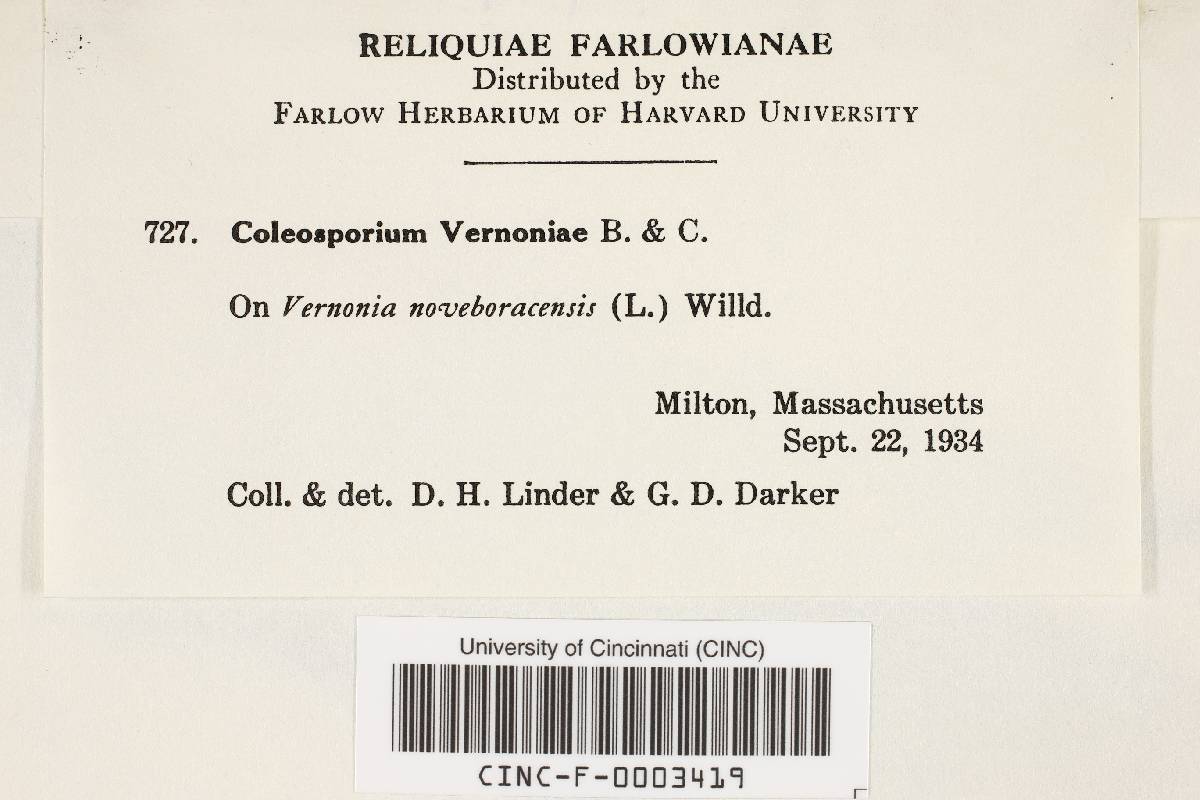 RELIQUIAE FARLOWIANAE
Distributed by the
FARLOW HERBARIUM OF HARVARD UNIVERSITY
727. Coleosporium Vernoniae B. & C.
On Vernonia noveboracensis (L.) Willd.
Milton, Massachusetts
Sept. 22, 1934
Coll. & det. D. H. Linder & G. D. Darker
University of Cincinnati (CINC)
CINC-F-0003419